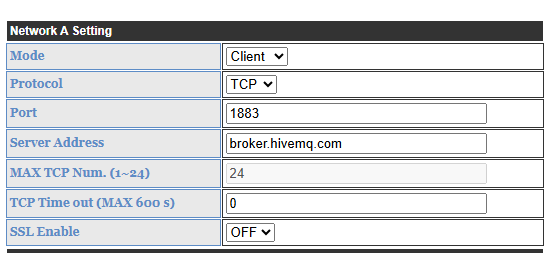 Network A Setting
Mode Client
Protocol TCP
Port 1883
Server Address broker.hivemq.com
MAX TCP Num. (1~24) 24
TCP Time out (MAX 600 s) 0
SSL Enable OFF